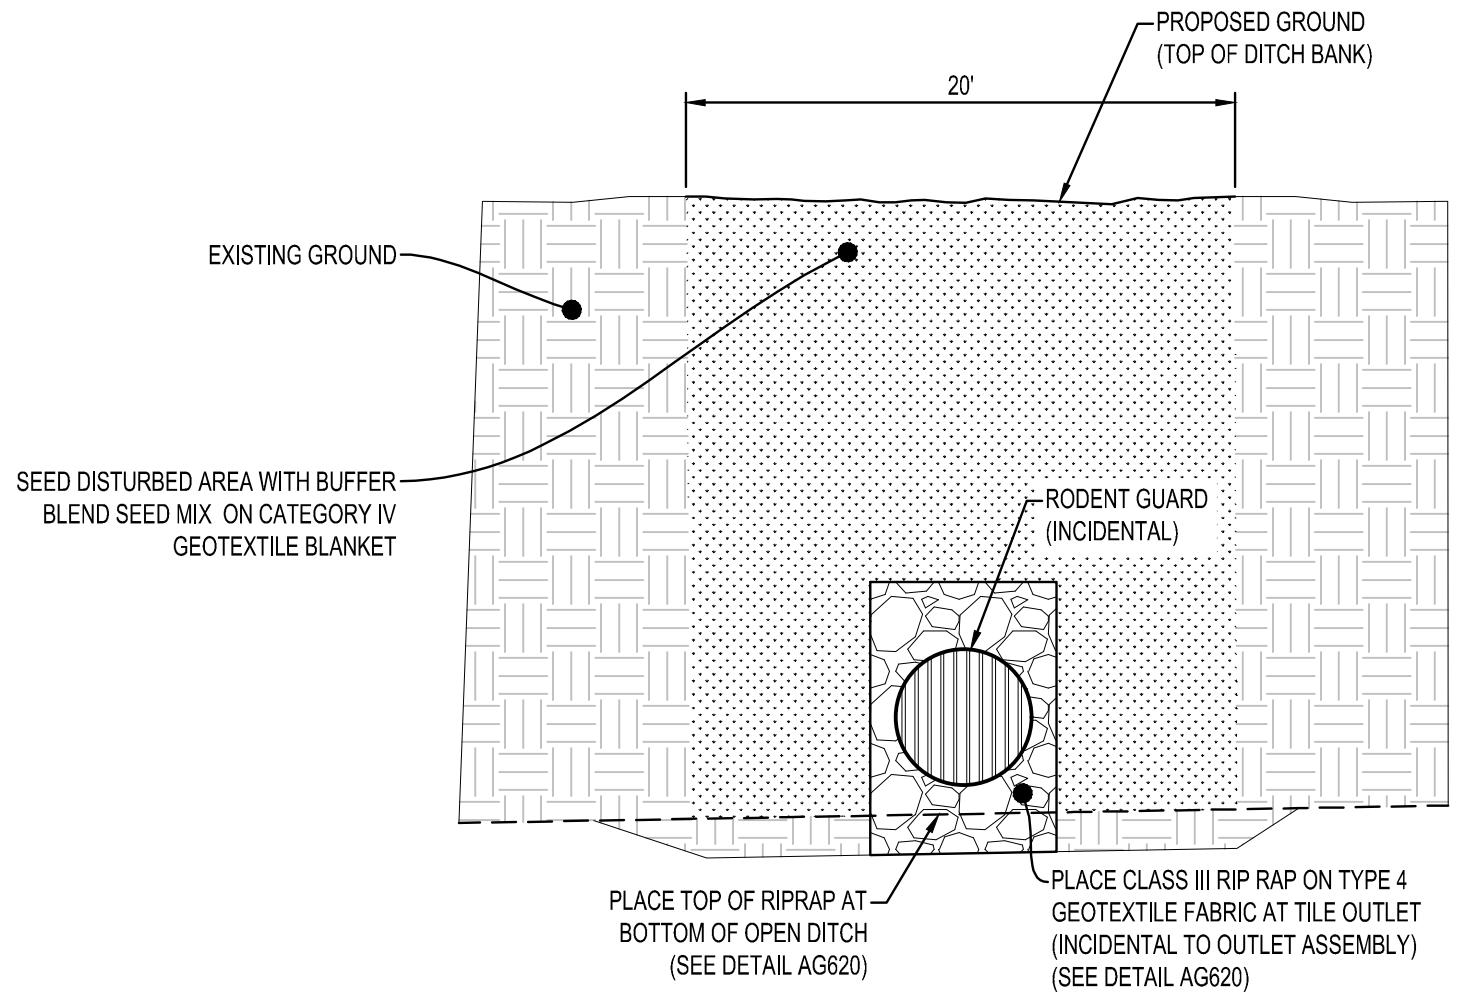 PROPOSED GROUND
(TOP OF DITCH BANK)
20'
EXISTING GROUND
SEED DISTURBED AREA WITH BUFFER
BLEND SEED MIX ON CATEGORY IV
GEOTEXTILE BLANKET
RODENT GUARD
(INCIDENTAL)
PLACE TOP OF RIPRAP AT
BOTTOM OF OPEN DITCH
(SEE DETAIL AG620)
PLACE CLASS III RIP RAP ON TYPE 4
GEOTEXTILE FABRIC AT TILE OUTLET
(INCIDENTAL TO OUTLET ASSEMBLY)
(SEE DETAIL AG620)